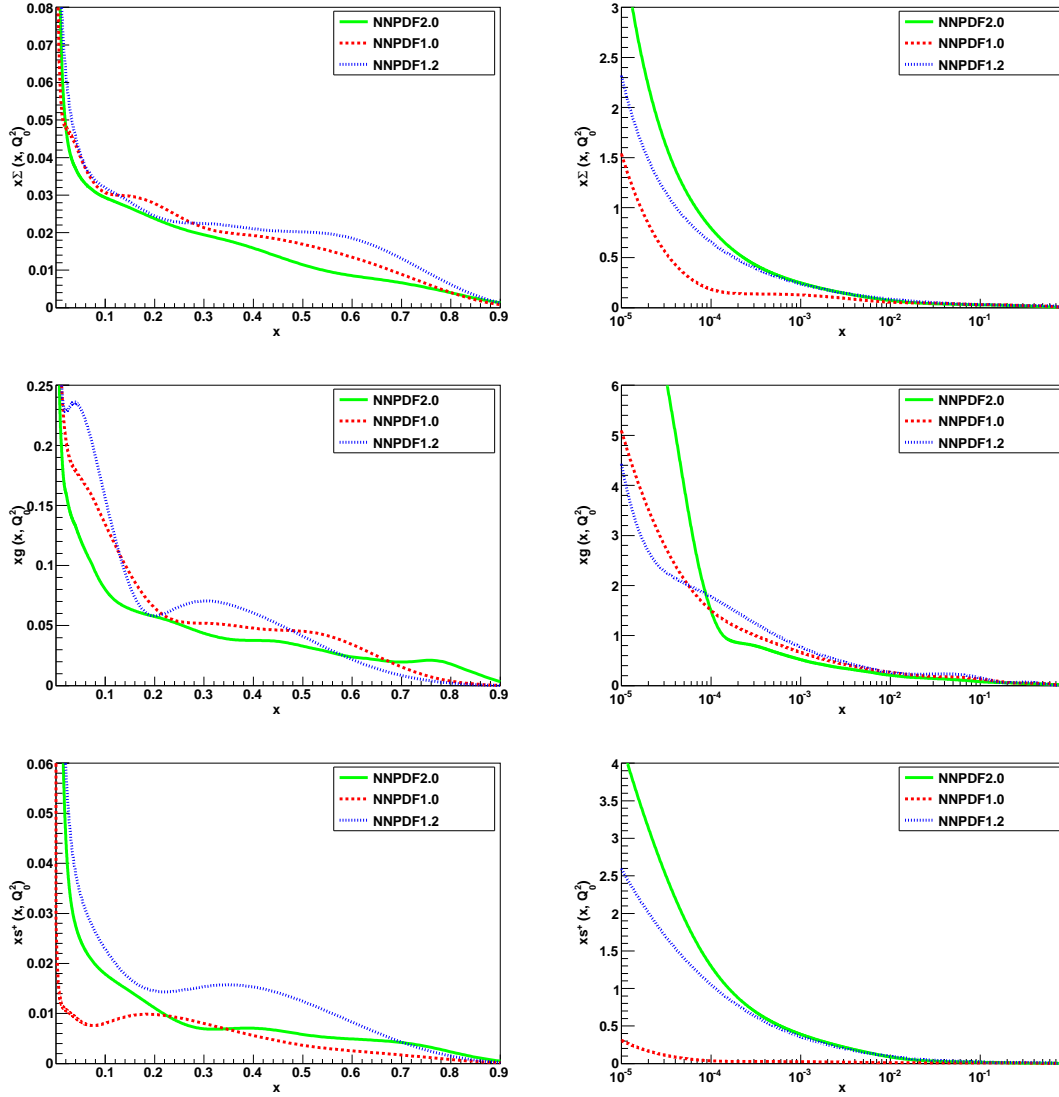 xΣ (x, Q₀²)
0.08
0.07
0.06
0.05
0.04
0.03
0.02
0.01
0
NNPDF2.0
NNPDF1.0
NNPDF1.2
0.1 0.2 0.3 0.4 0.5 0.6 0.7 0.8 0.9
x
xΣ (x, Q₀²)
3
2.5
2
1.5
1
0.5
0
NNPDF2.0
NNPDF1.0
NNPDF1.2
10⁻⁵ 10⁻⁴ 10⁻³ 10⁻² 10⁻¹
x
xg (x, Q₀²)
0.25
0.2
0.15
0.1
0.05
0
NNPDF2.0
NNPDF1.0
NNPDF1.2
0.1 0.2 0.3 0.4 0.5 0.6 0.7 0.8 0.9
x
xg (x, Q₀²)
6
5
4
3
2
1
0
NNPDF2.0
NNPDF1.0
NNPDF1.2
10⁻⁵ 10⁻⁴ 10⁻³ 10⁻² 10⁻¹
x
xs⁺ (x, Q₀²)
0.06
0.05
0.04
0.03
0.02
0.01
0
NNPDF2.0
NNPDF1.0
NNPDF1.2
0.1 0.2 0.3 0.4 0.5 0.6 0.7 0.8 0.9
x
xs⁺ (x, Q₀²)
4
3.5
3
2.5
2
1.5
1
0.5
0
NNPDF2.0
NNPDF1.0
NNPDF1.2
10⁻⁵ 10⁻⁴ 10⁻³ 10⁻² 10⁻¹
x